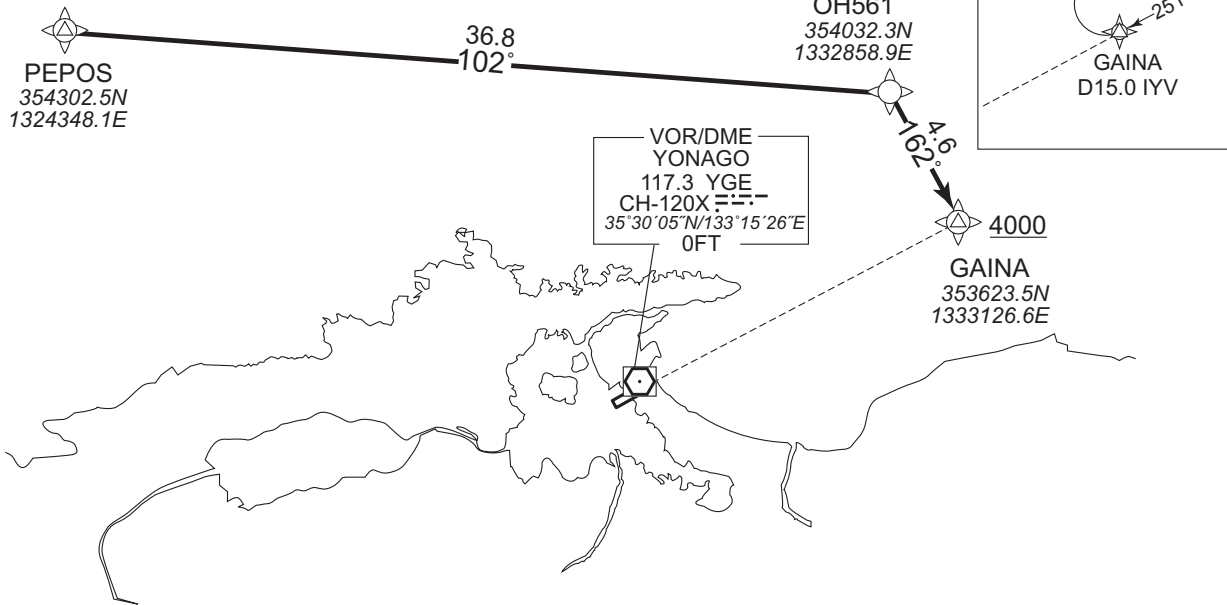 PEPOS
354302.5N
1324348.1E
36.8
102°
OH561
354032.3N
1332858.9E
4.6
162°
4000
GAINA
353623.5N
1333126.6E
VOR/DME
YONAGO
117.3 YGE
CH-120X
35°30´05˝N/133°15´26˝E
0FT
GAINA
D15.0 IYV